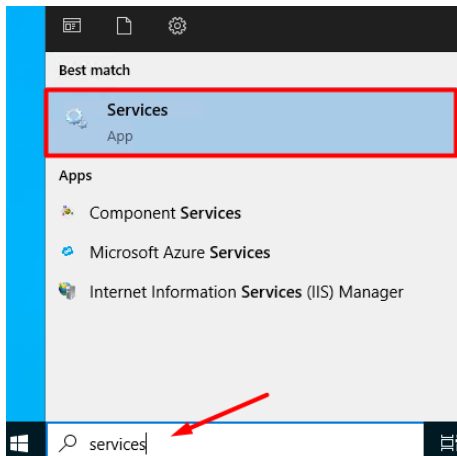 Best match
Services
App
Apps
Component Services
Microsoft Azure Services
Internet Information Services (IIS) Manager
services